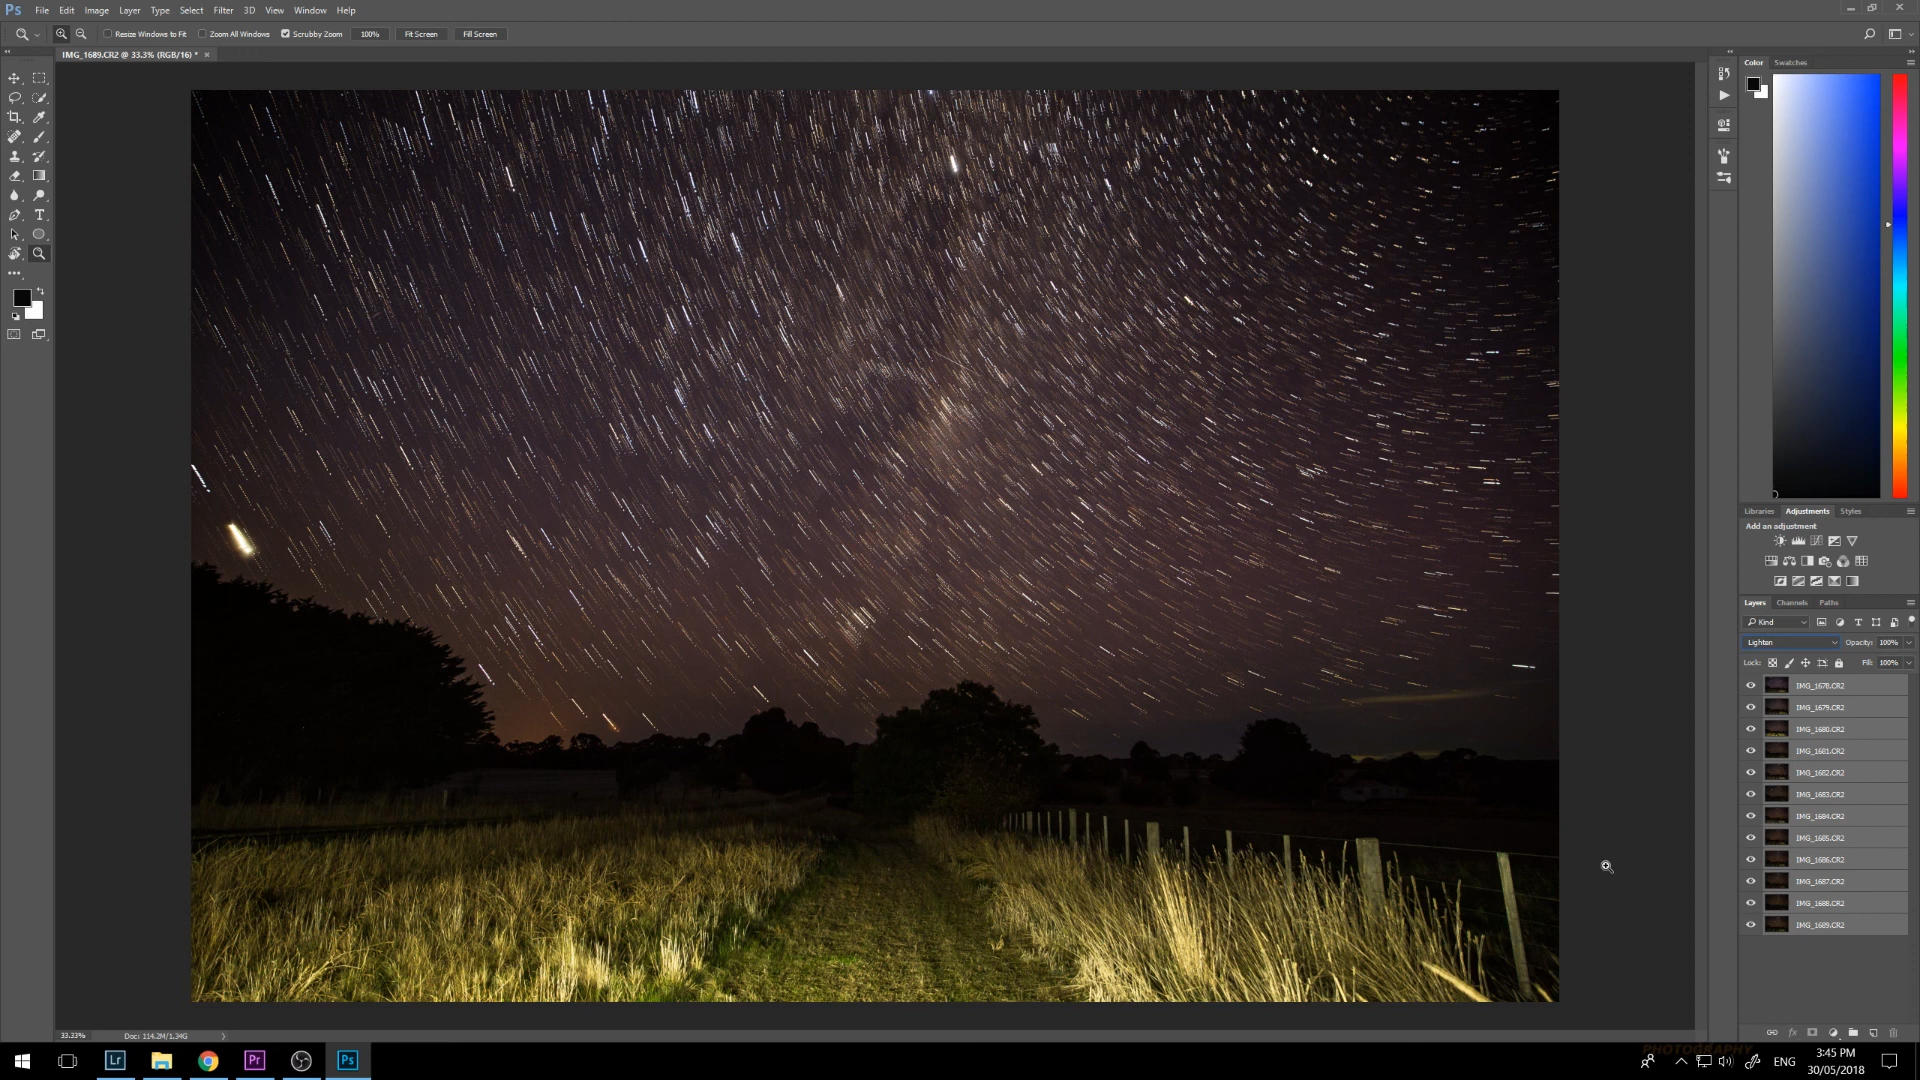 Ps File Edit Image Layer Type Select Filter 3D View Window Help
Resize Windows to Fit Zoom All Windows Scrubby Zoom 100% Fit Screen Fill Screen
IMG_1689.CR2 @ 33.3% (RGB/16) *
Color Swatches
Libraries Adjustments Styles
Add an adjustment
Layers Channels Paths
Kind
Lighten Opacity: 100%
Lock: Fill: 100%
IMG_1678.CR2
IMG_1679.CR2
IMG_1680.CR2
IMG_1681.CR2
IMG_1682.CR2
IMG_1683.CR2
IMG_1684.CR2
IMG_1685.CR2
IMG_1686.CR2
IMG_1687.CR2
IMG_1688.CR2
IMG_1689.CR2
33.33% Doc: 114.2M/1.34G
PHOTOGRAPHY
Lr Pr Ps
ENG
3:45 PM
30/05/2018